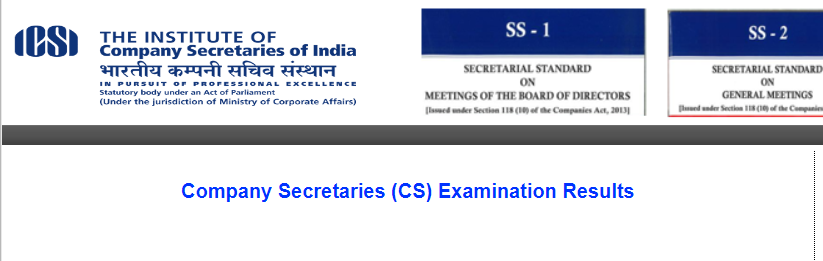 ICSI
THE INSTITUTE OF
Company Secretaries of India
भारतीय कम्पनी सचिव संस्थान
IN PURSUIT OF PROFESSIONAL EXCELLENCE
Statutory body under an Act of Parliament
(Under the jurisdiction of Ministry of Corporate Affairs)
SS - 1
SECRETARIAL STANDARD
ON
MEETINGS OF THE BOARD OF DIRECTORS
[Issued under Section 118 (10) of the Companies Act, 2013]
SS - 2
SECRETARIAL STANDARD
ON
GENERAL MEETINGS
[Issued under Section 118 (10) of the Companies
Company Secretaries (CS) Examination Results